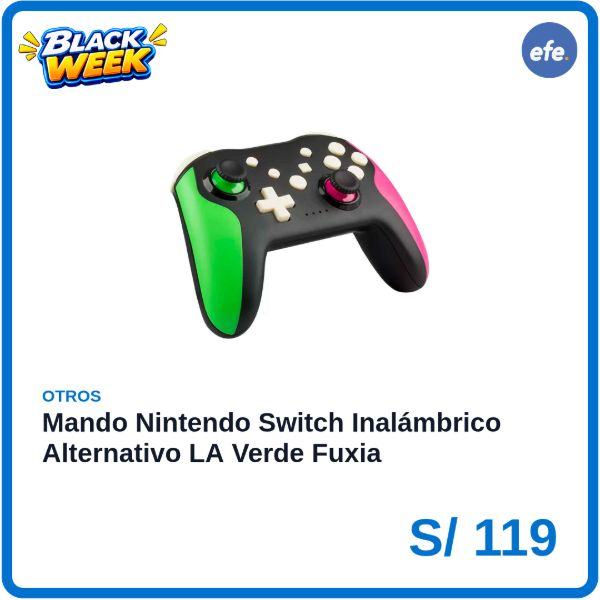 BLACK
WEEK
efe.
OTROS
Mando Nintendo Switch Inalámbrico
Alternativo LA Verde Fuxia
S/ 119